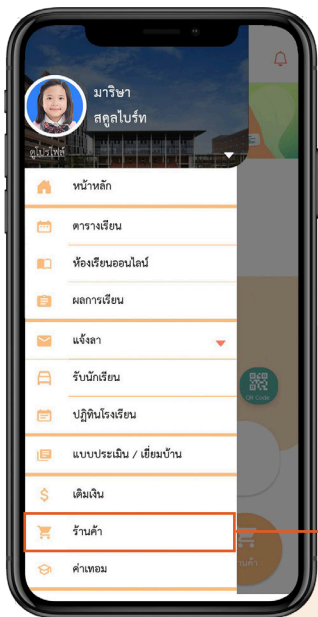 มาริษา
สคูลไบร์ท
ดูโปรไฟล์
หน้าหลัก
ตารางเรียน
ห้องเรียนออนไลน์
ผลการเรียน
แจ้งลา
รับนักเรียน
QR Code
ปฏิทินโรงเรียน
แบบประเมิน / เยี่ยมบ้าน
เติมเงิน
ร้านค้า
ค่าเทอม